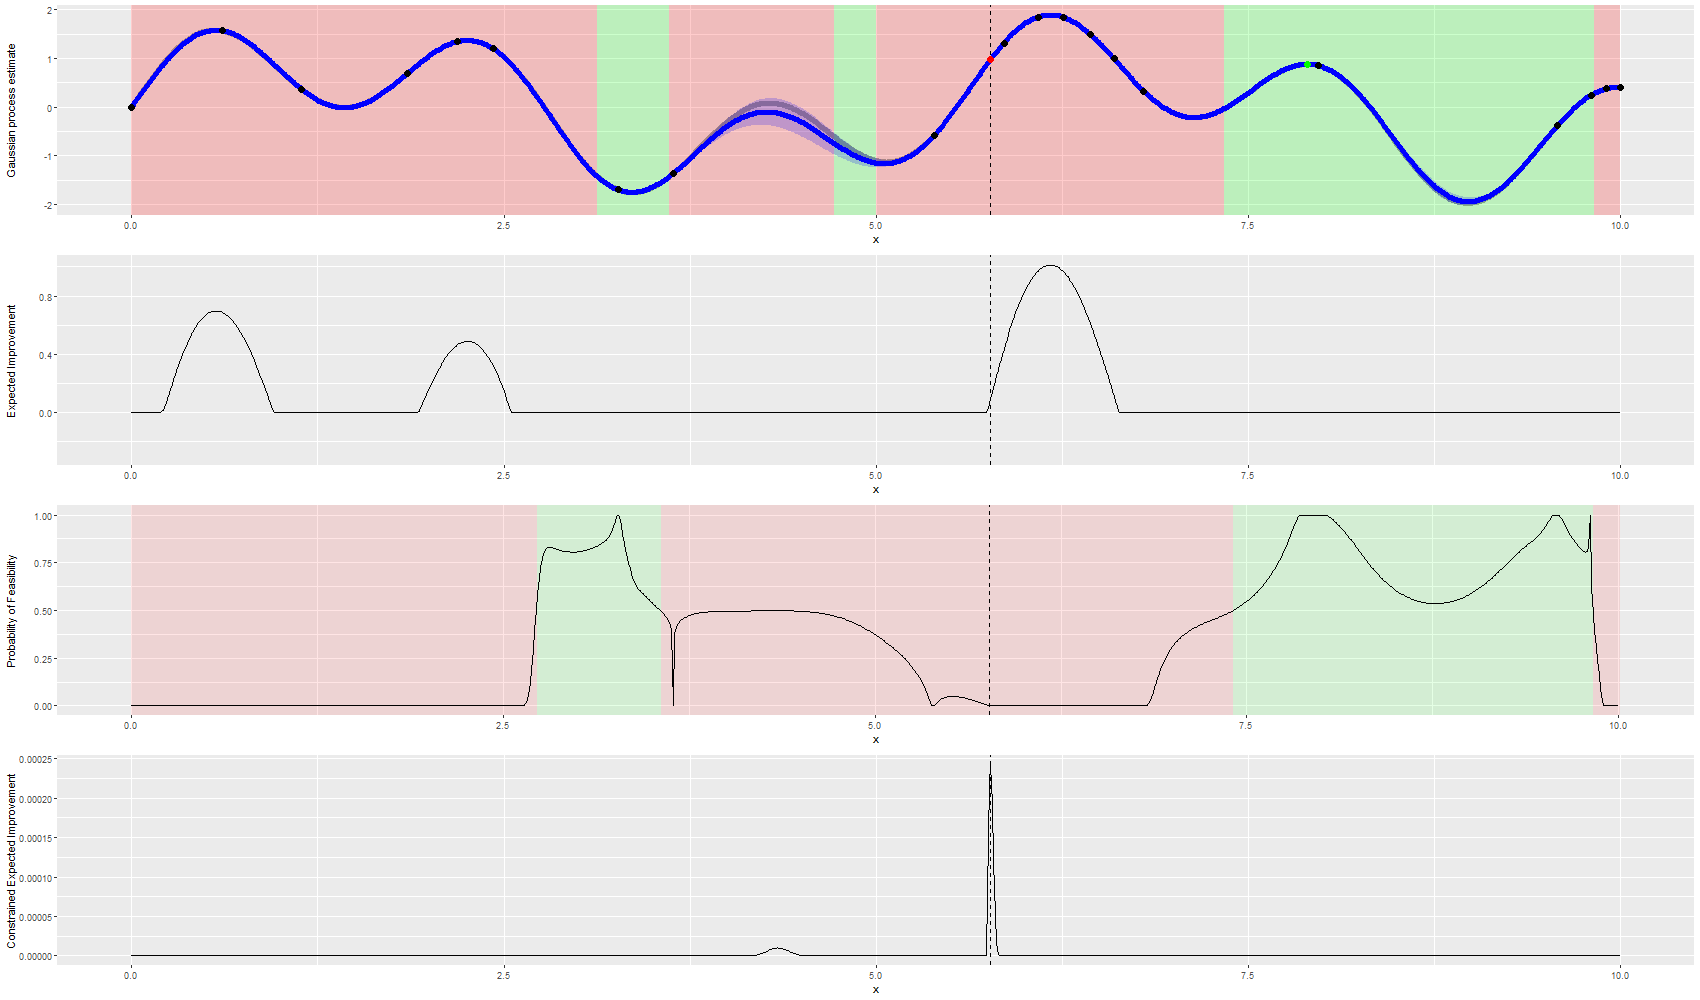 Gaussian process estimate
2
1
0
-1
-2
0.0 2.5 5.0 7.5 10.0
x
Expected Improvement
0.8
0.4
0.0
0.0 2.5 5.0 7.5 10.0
x
Probability of Feasibility
1.00
0.75
0.50
0.25
0.00
0.0 2.5 5.0 7.5 10.0
x
Constrained Expected Improvement
0.00025
0.00020
0.00015
0.00010
0.00005
0.00000
0.0 2.5 5.0 7.5 10.0
x